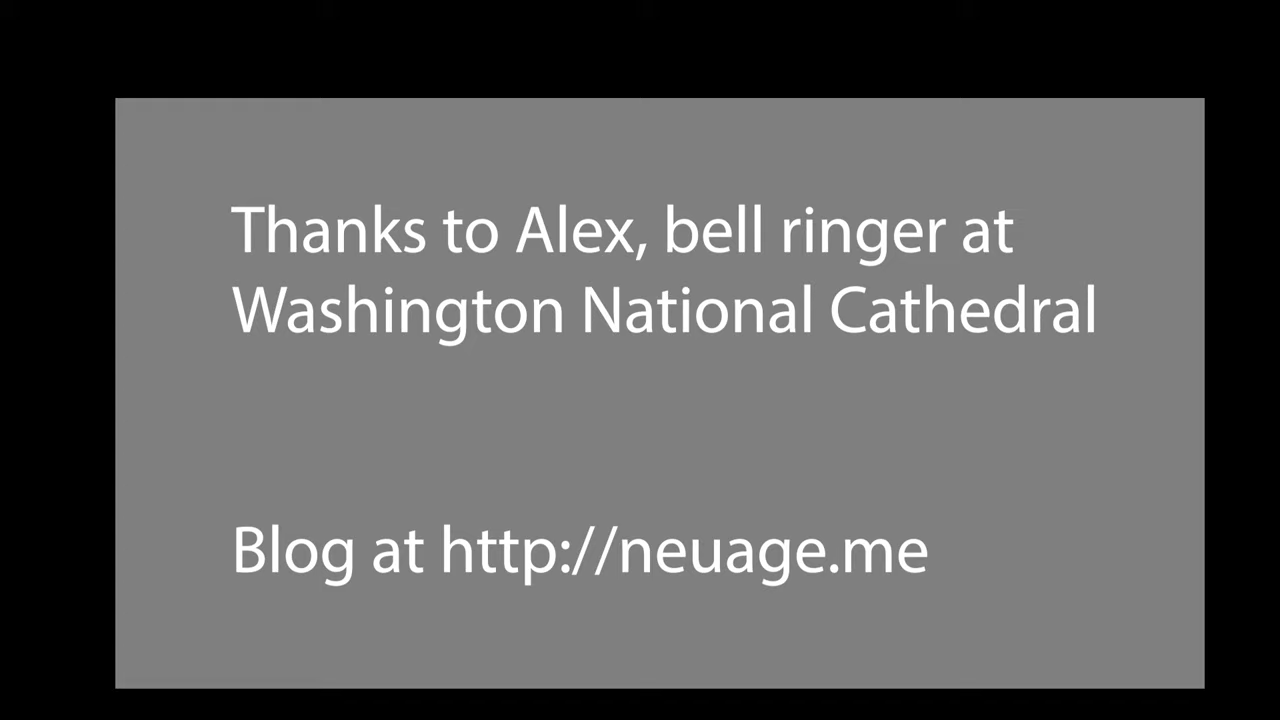 Thanks to Alex, bell ringer at
Washington National Cathedral
Blog at http://neuage.me